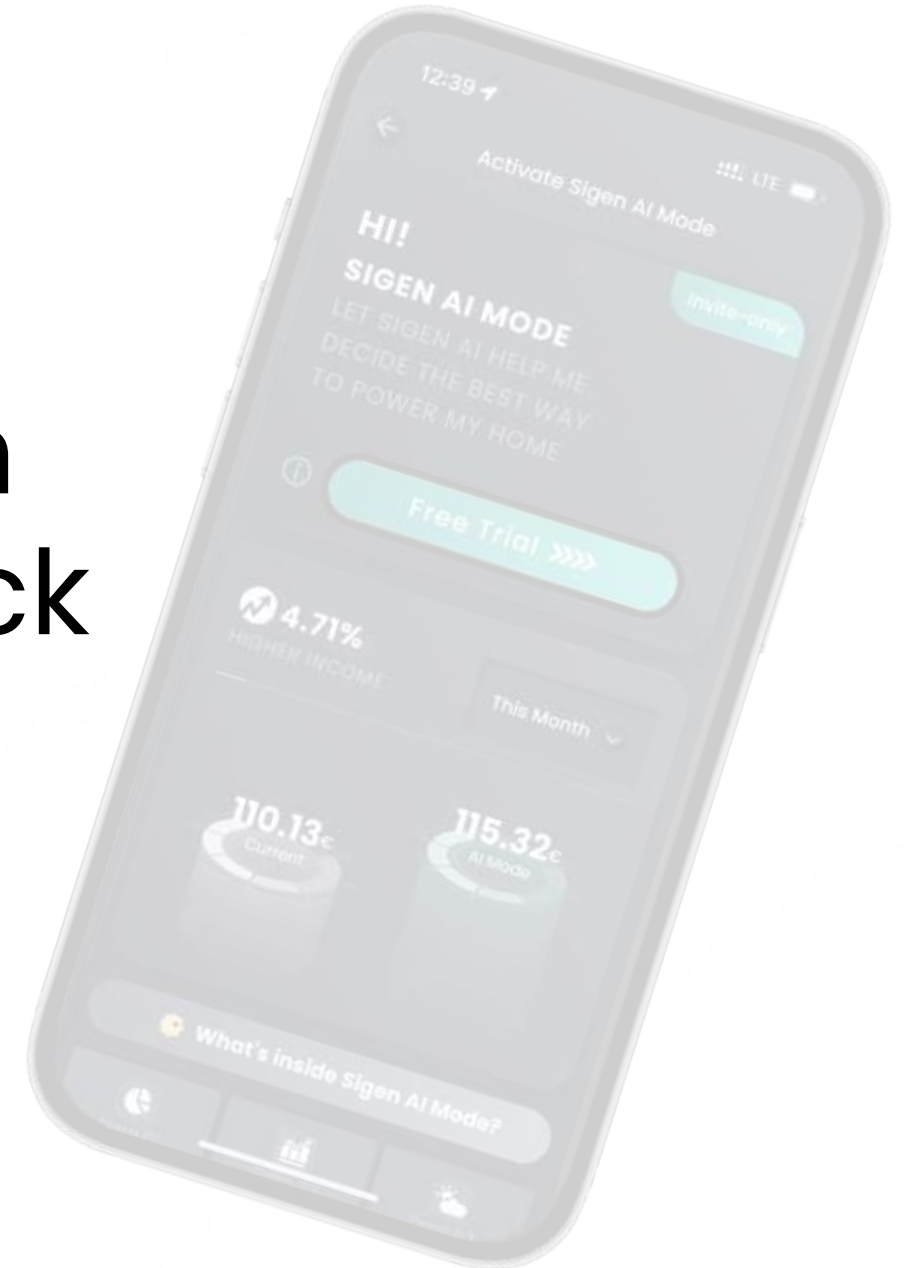 12:39
LTE
Activate Sigen AI Mode
HI!
SIGEN AI MODE
Invite-only
LET SIGEN AI HELP ME
DECIDE THE BEST WAY
TO POWER MY HOME
n
Free Trial
ck
4.71%
HIGHER INCOME
This Month
110.13€
Current
115.32€
AI Mode
What's inside Sigen AI Mode?